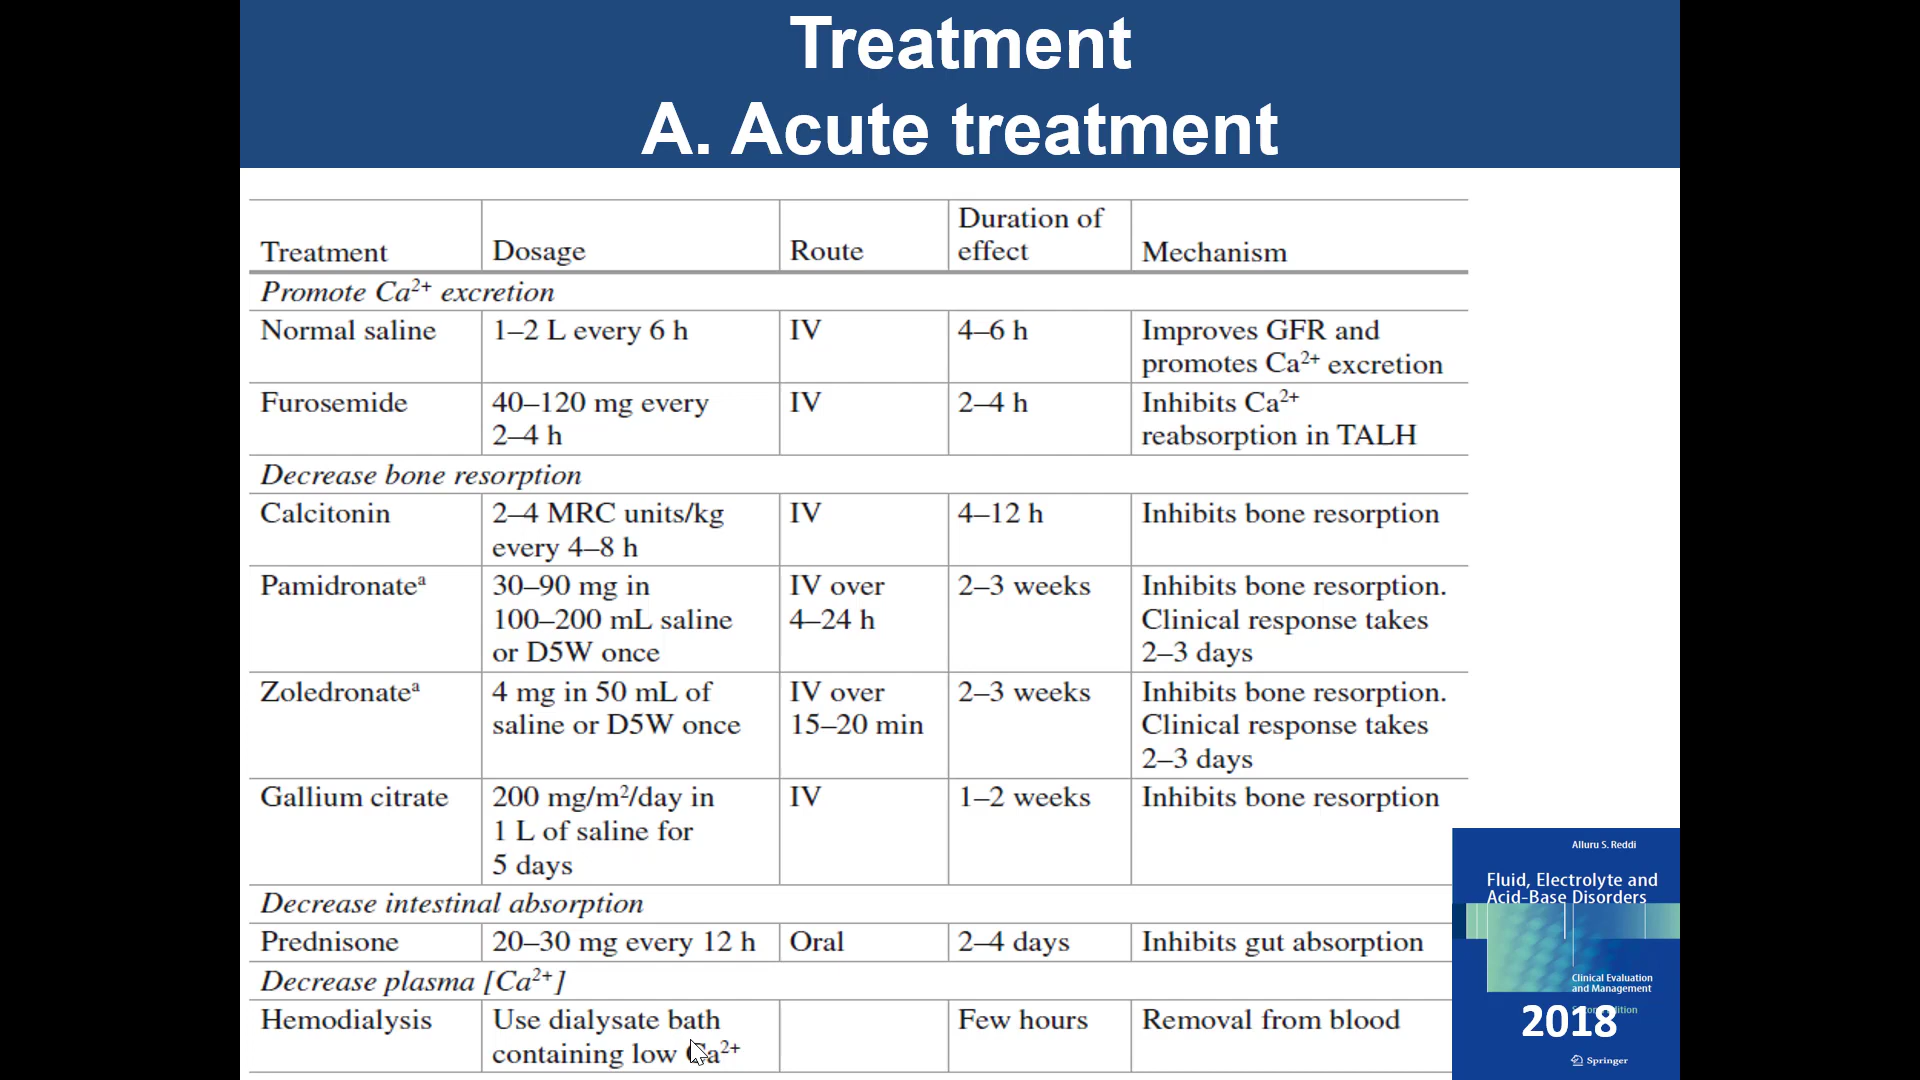 Treatment
A. Acute treatment
Treatment Dosage Route Duration of effect Mechanism
Promote Ca²⁺ excretion
Normal saline 1–2 L every 6 h IV 4–6 h Improves GFR and promotes Ca²⁺ excretion
Furosemide 40–120 mg every 2–4 h IV 2–4 h Inhibits Ca²⁺ reabsorption in TALH
Decrease bone resorption
Calcitonin 2–4 MRC units/kg every 4–8 h IV 4–12 h Inhibits bone resorption
Pamidronateᵃ 30–90 mg in 100–200 mL saline or D5W once IV over 4–24 h 2–3 weeks Inhibits bone resorption. Clinical response takes 2–3 days
Zoledronateᵃ 4 mg in 50 mL of saline or D5W once IV over 15–20 min 2–3 weeks Inhibits bone resorption. Clinical response takes 2–3 days
Gallium citrate 200 mg/m²/day in 1 L of saline for 5 days IV 1–2 weeks Inhibits bone resorption
Decrease intestinal absorption
Prednisone 20–30 mg every 12 h Oral 2–4 days Inhibits gut absorption
Decrease plasma [Ca²⁺]
Hemodialysis Use dialysate bath containing low Ca²⁺ Few hours Removal from blood
Alluru S. Reddi
Fluid, Electrolyte and
Acid-Base Disorders
Clinical Evaluation
and Management
2018
Springer